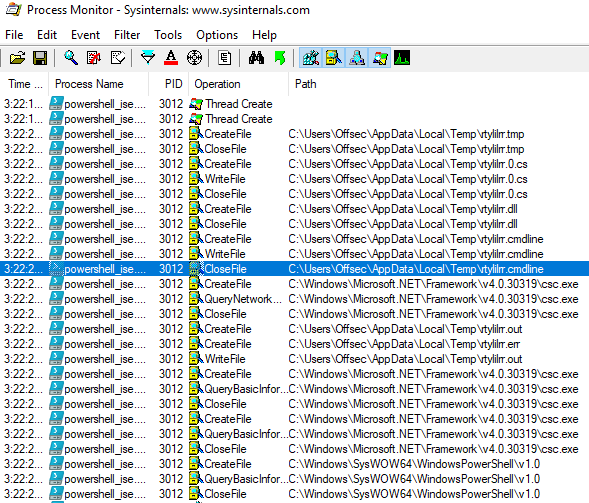 Process Monitor - Sysinternals: www.sysinternals.com
File Edit Event Filter Tools Options Help
Time ... Process Name PID Operation Path
3:22:1... powershell_ise.... 3012 Thread Create
3:22:1... powershell_ise.... 3012 Thread Create
3:22:2... powershell_ise.... 3012 CreateFile C:\Users\Offsec\AppData\Local\Temp\tylilrr.tmp
3:22:2... powershell_ise.... 3012 CloseFile C:\Users\Offsec\AppData\Local\Temp\tylilrr.tmp
3:22:2... powershell_ise.... 3012 CreateFile C:\Users\Offsec\AppData\Local\Temp\tylilrr.0.cs
3:22:2... powershell_ise.... 3012 WriteFile C:\Users\Offsec\AppData\Local\Temp\tylilrr.0.cs
3:22:2... powershell_ise.... 3012 CloseFile C:\Users\Offsec\AppData\Local\Temp\tylilrr.0.cs
3:22:2... powershell_ise.... 3012 CreateFile C:\Users\Offsec\AppData\Local\Temp\tylilrr.dll
3:22:2... powershell_ise.... 3012 CloseFile C:\Users\Offsec\AppData\Local\Temp\tylilrr.dll
3:22:2... powershell_ise.... 3012 CreateFile C:\Users\Offsec\AppData\Local\Temp\tylilrr.cmdline
3:22:2... powershell_ise.... 3012 WriteFile C:\Users\Offsec\AppData\Local\Temp\tylilrr.cmdline
3:22:2... powershell_ise.... 3012 CloseFile C:\Users\Offsec\AppData\Local\Temp\tylilrr.cmdline
3:22:2... powershell_ise.... 3012 CreateFile C:\Windows\Microsoft.NET\Framework\v4.0.30319\csc.exe
3:22:2... powershell_ise.... 3012 QueryNetwork... C:\Windows\Microsoft.NET\Framework\v4.0.30319\csc.exe
3:22:2... powershell_ise.... 3012 CloseFile C:\Windows\Microsoft.NET\Framework\v4.0.30319\csc.exe
3:22:2... powershell_ise.... 3012 CreateFile C:\Users\Offsec\AppData\Local\Temp\tylilrr.out
3:22:2... powershell_ise.... 3012 CreateFile C:\Users\Offsec\AppData\Local\Temp\tylilrr.err
3:22:2... powershell_ise.... 3012 WriteFile C:\Users\Offsec\AppData\Local\Temp\tylilrr.out
3:22:2... powershell_ise.... 3012 CreateFile C:\Windows\Microsoft.NET\Framework\v4.0.30319\csc.exe
3:22:2... powershell_ise.... 3012 QueryBasicInfor... C:\Windows\Microsoft.NET\Framework\v4.0.30319\csc.exe
3:22:2... powershell_ise.... 3012 CloseFile C:\Windows\Microsoft.NET\Framework\v4.0.30319\csc.exe
3:22:2... powershell_ise.... 3012 CreateFile C:\Windows\Microsoft.NET\Framework\v4.0.30319\csc.exe
3:22:2... powershell_ise.... 3012 QueryBasicInfor... C:\Windows\Microsoft.NET\Framework\v4.0.30319\csc.exe
3:22:2... powershell_ise.... 3012 CloseFile C:\Windows\Microsoft.NET\Framework\v4.0.30319\csc.exe
3:22:2... powershell_ise.... 3012 CreateFile C:\Windows\SysWOW64\WindowsPowerShell\v1.0
3:22:2... powershell_ise.... 3012 QueryBasicInfor... C:\Windows\SysWOW64\WindowsPowerShell\v1.0
3:22:2... powershell_ise.... 3012 CloseFile C:\Windows\SysWOW64\WindowsPowerShell\v1.0